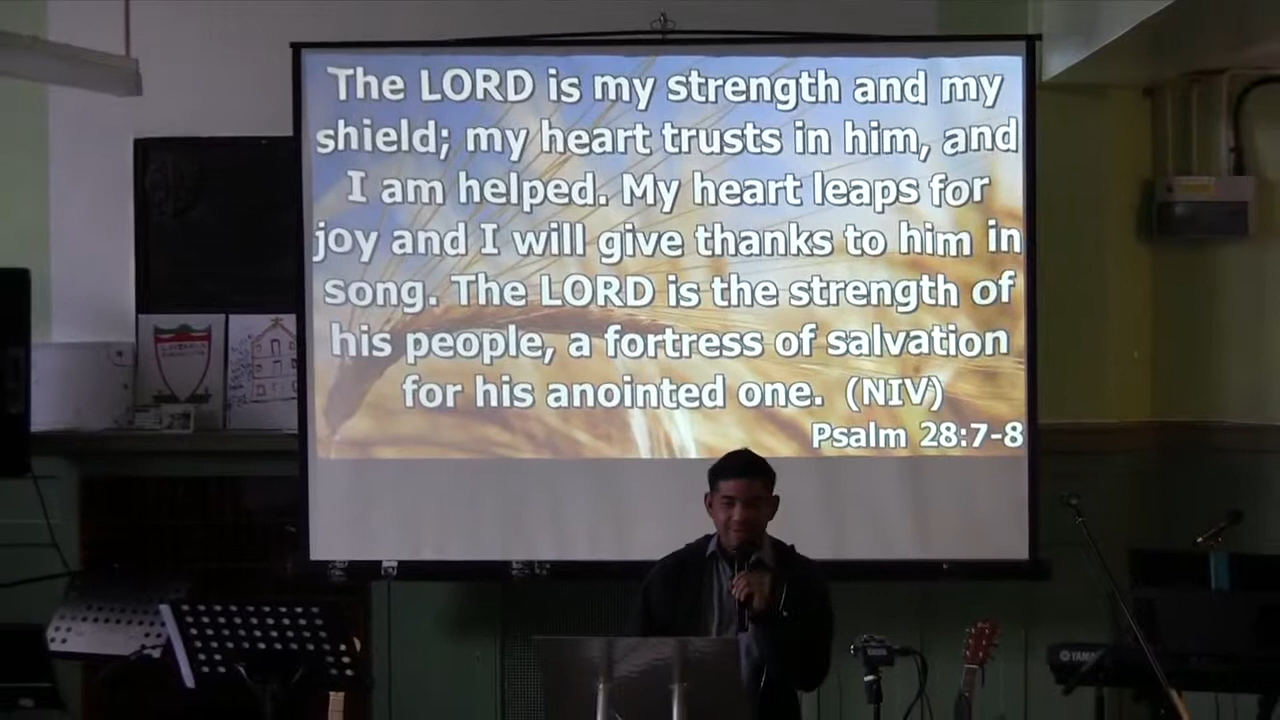 The LORD is my strength and my
shield; my heart trusts in him, and
I am helped. My heart leaps for
joy and I will give thanks to him in
song. The LORD is the strength of
his people, a fortress of salvation
for his anointed one. (NIV)
Psalm 28:7-8
YAMAHA